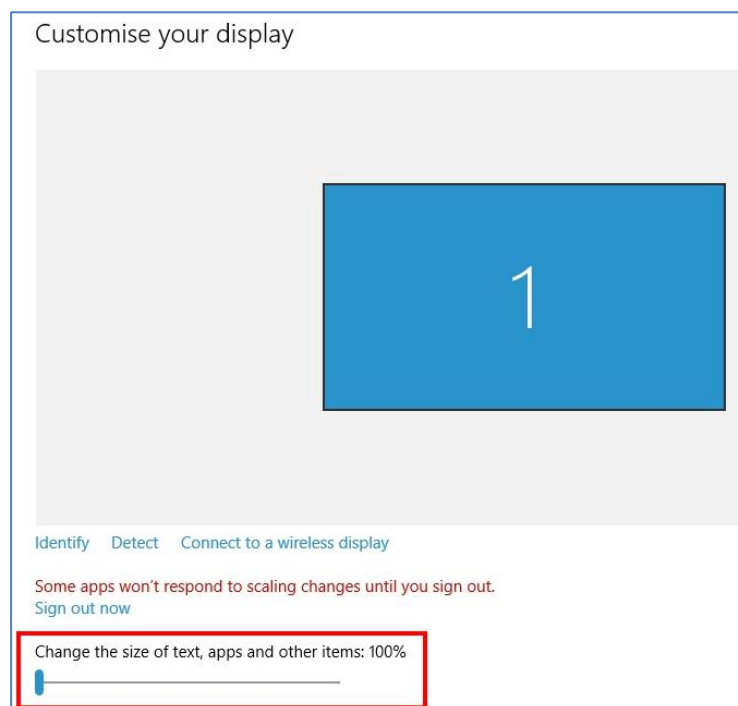 Customise your display
1
Identify Detect Connect to a wireless display
Some apps won't respond to scaling changes until you sign out.
Sign out now
Change the size of text, apps and other items: 100%